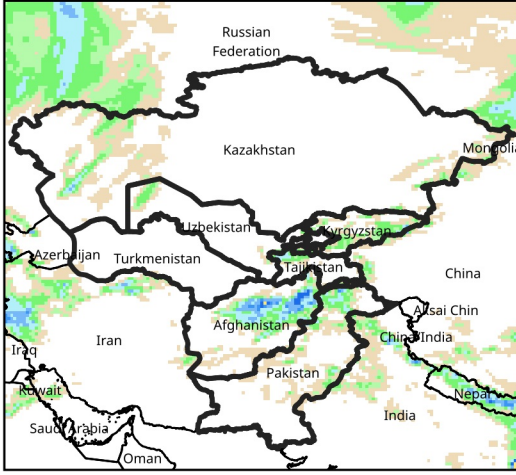 Russian
Federation
Kazakhstan
Mongolia
Uzbekistan
Kyrgyzstan
Azerbaijan
Turkmenistan
Tajikistan
China
Aksai Chin
Afghanistan
China/India
Iran
Iraq
Pakistan
Kuwait
Nepal
India
Saudi Arabia
Oman